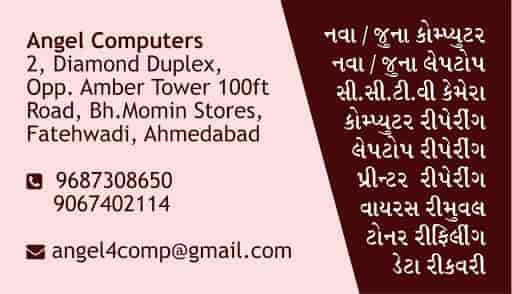 Angel Computers
2, Diamond Duplex,
Opp. Amber Tower 100ft
Road, Bh.Momin Stores,
Fatehwadi, Ahmedabad
9687308650
9067402114
angel4comp@gmail.com
નવા / જુના કોમ્પ્યુટર
નવા / જુના લેપટોપ
સી.સી.ટી.વી કેમેરા
કોમ્પ્યુટર રીપેરીંગ
લેપટોપ રીપેરીંગ
પ્રીન્ટર રીપેરીંગ
વાયરસ રીમુવલ
ટોનર રીફિલીંગ
ડેટા રીકવરી